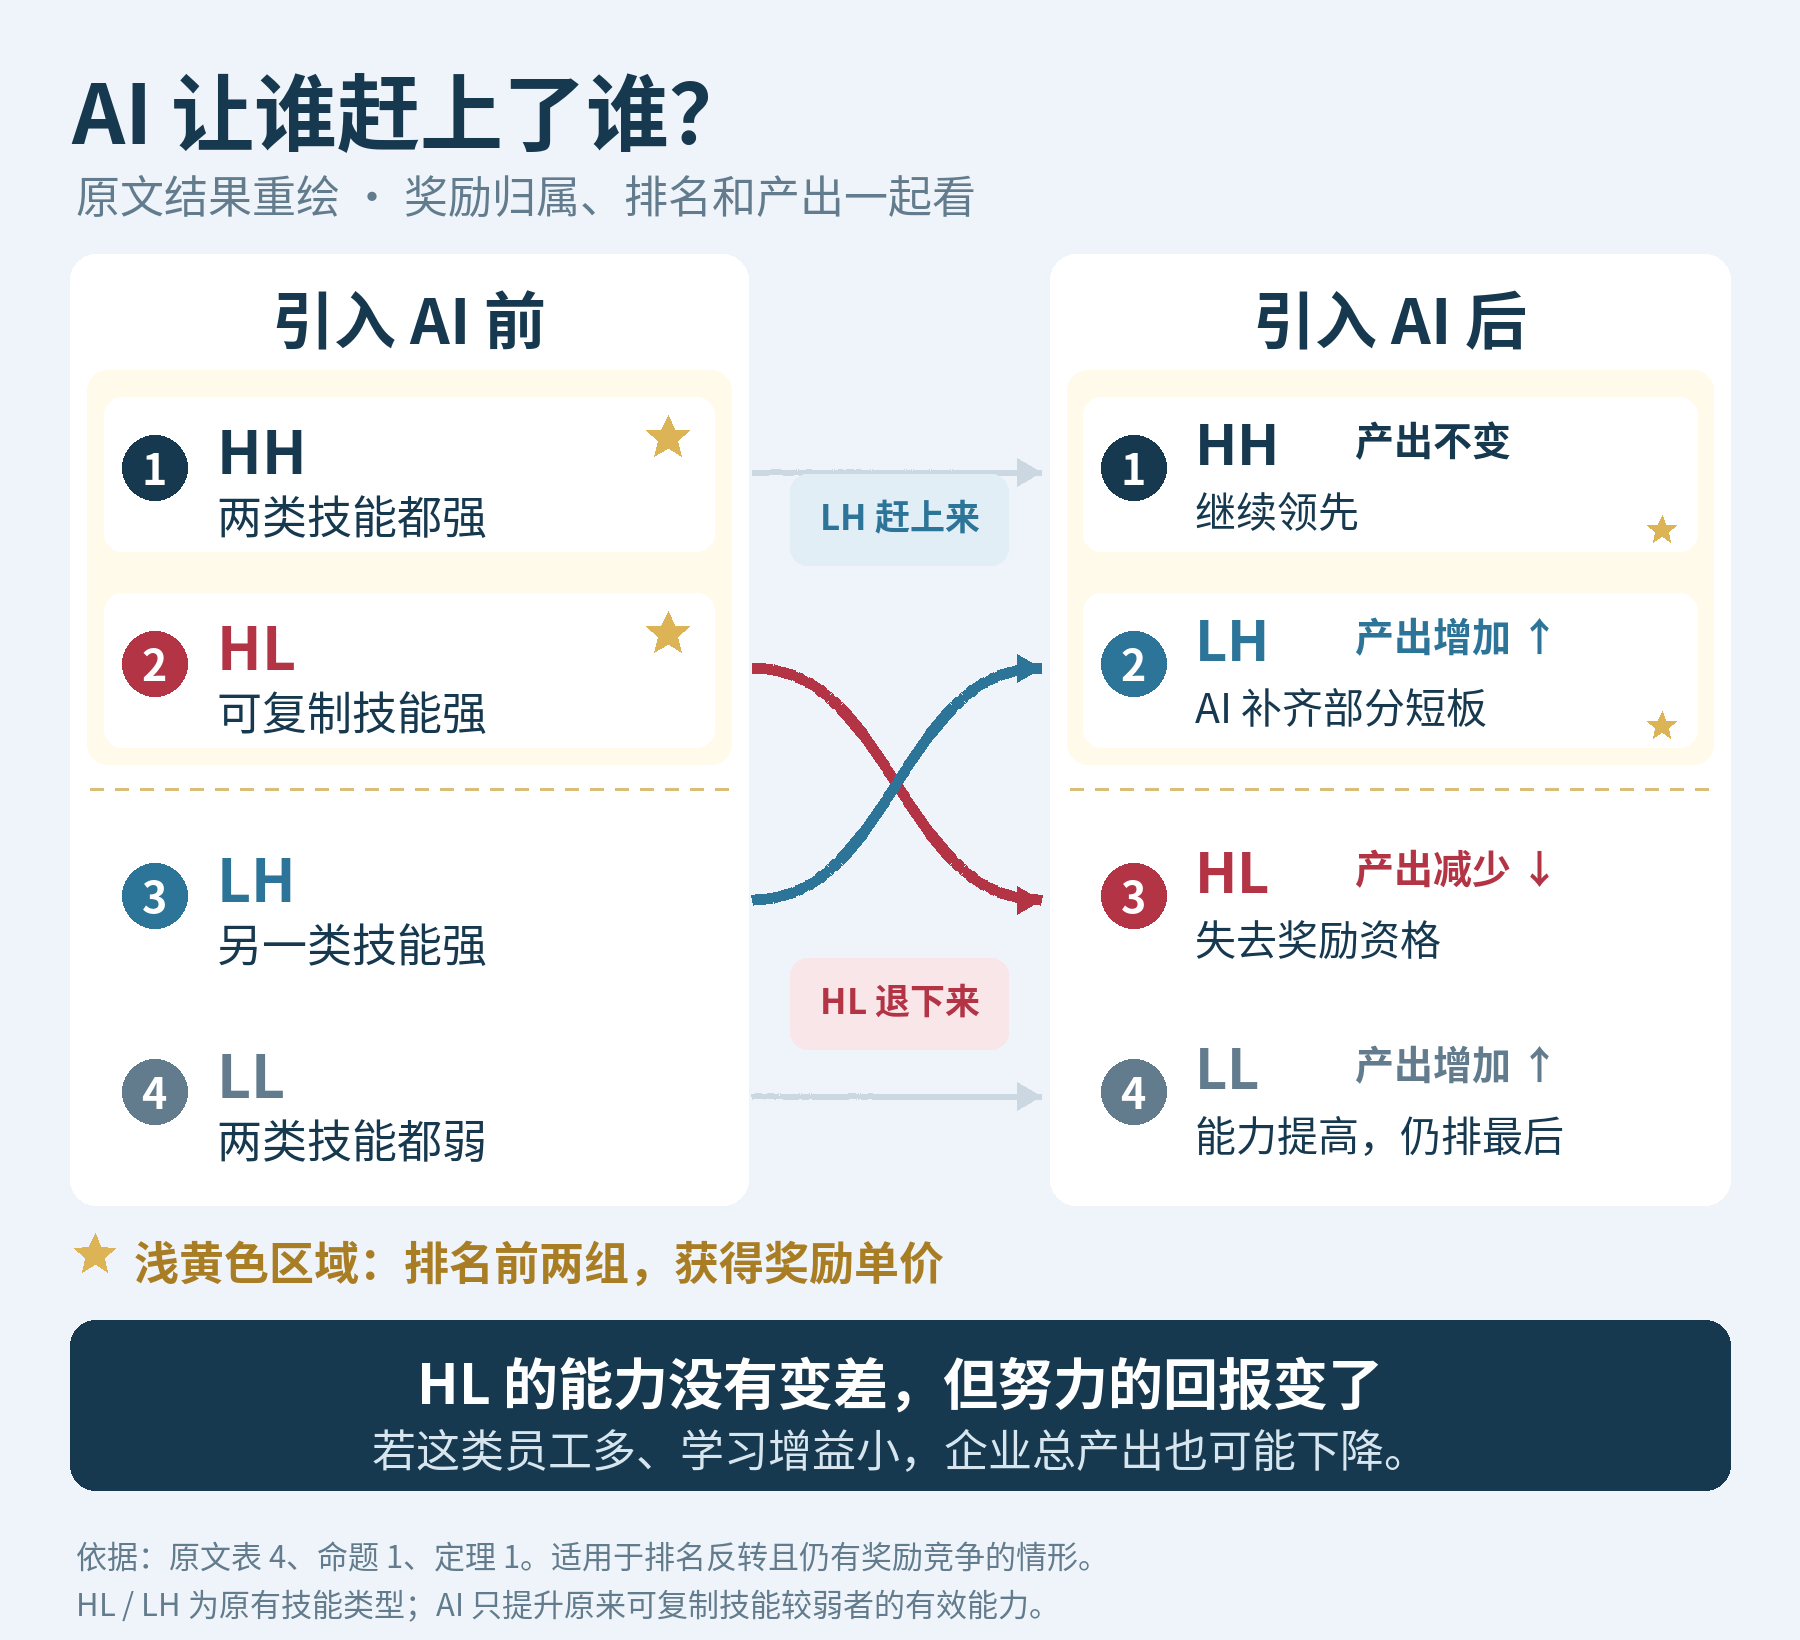 AI 让谁赶上了谁？
原文结果重绘 · 奖励归属、排名和产出一起看
引入 AI 前
1
HH
两类技能都强
2
HL
可复制技能强
3
LH
另一类技能强
4
LL
两类技能都弱
LH 赶上来
HL 退下来
引入 AI 后
1
HH 产出不变
继续领先
2
LH 产出增加 ↑
AI 补齐部分短板
3
HL 产出减少 ↓
失去奖励资格
4
LL 产出增加 ↑
能力提高，仍排最后
浅黄色区域：排名前两组，获得奖励单价
HL 的能力没有变差，但努力的回报变了
若这类员工多、学习增益小，企业总产出也可能下降。
依据：原文表 4、命题 1、定理 1。适用于排名反转且仍有奖励竞争的情形。
HL / LH 为原有技能类型；AI 只提升原来可复制技能较弱者的有效能力。